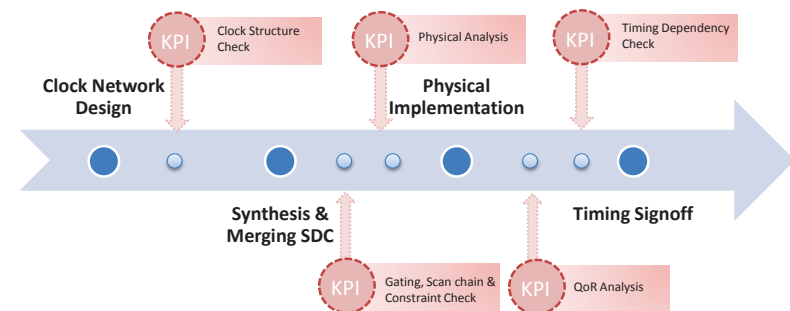 KPI
Clock Structure
Check
KPI
Physical Analysis
KPI
Timing Dependency
Check
Clock Network
Design
Physical
Implementation
Synthesis &
Merging SDC
Timing Signoff
KPI
Gating, Scan chain &
Constraint Check
KPI
QoR Analysis